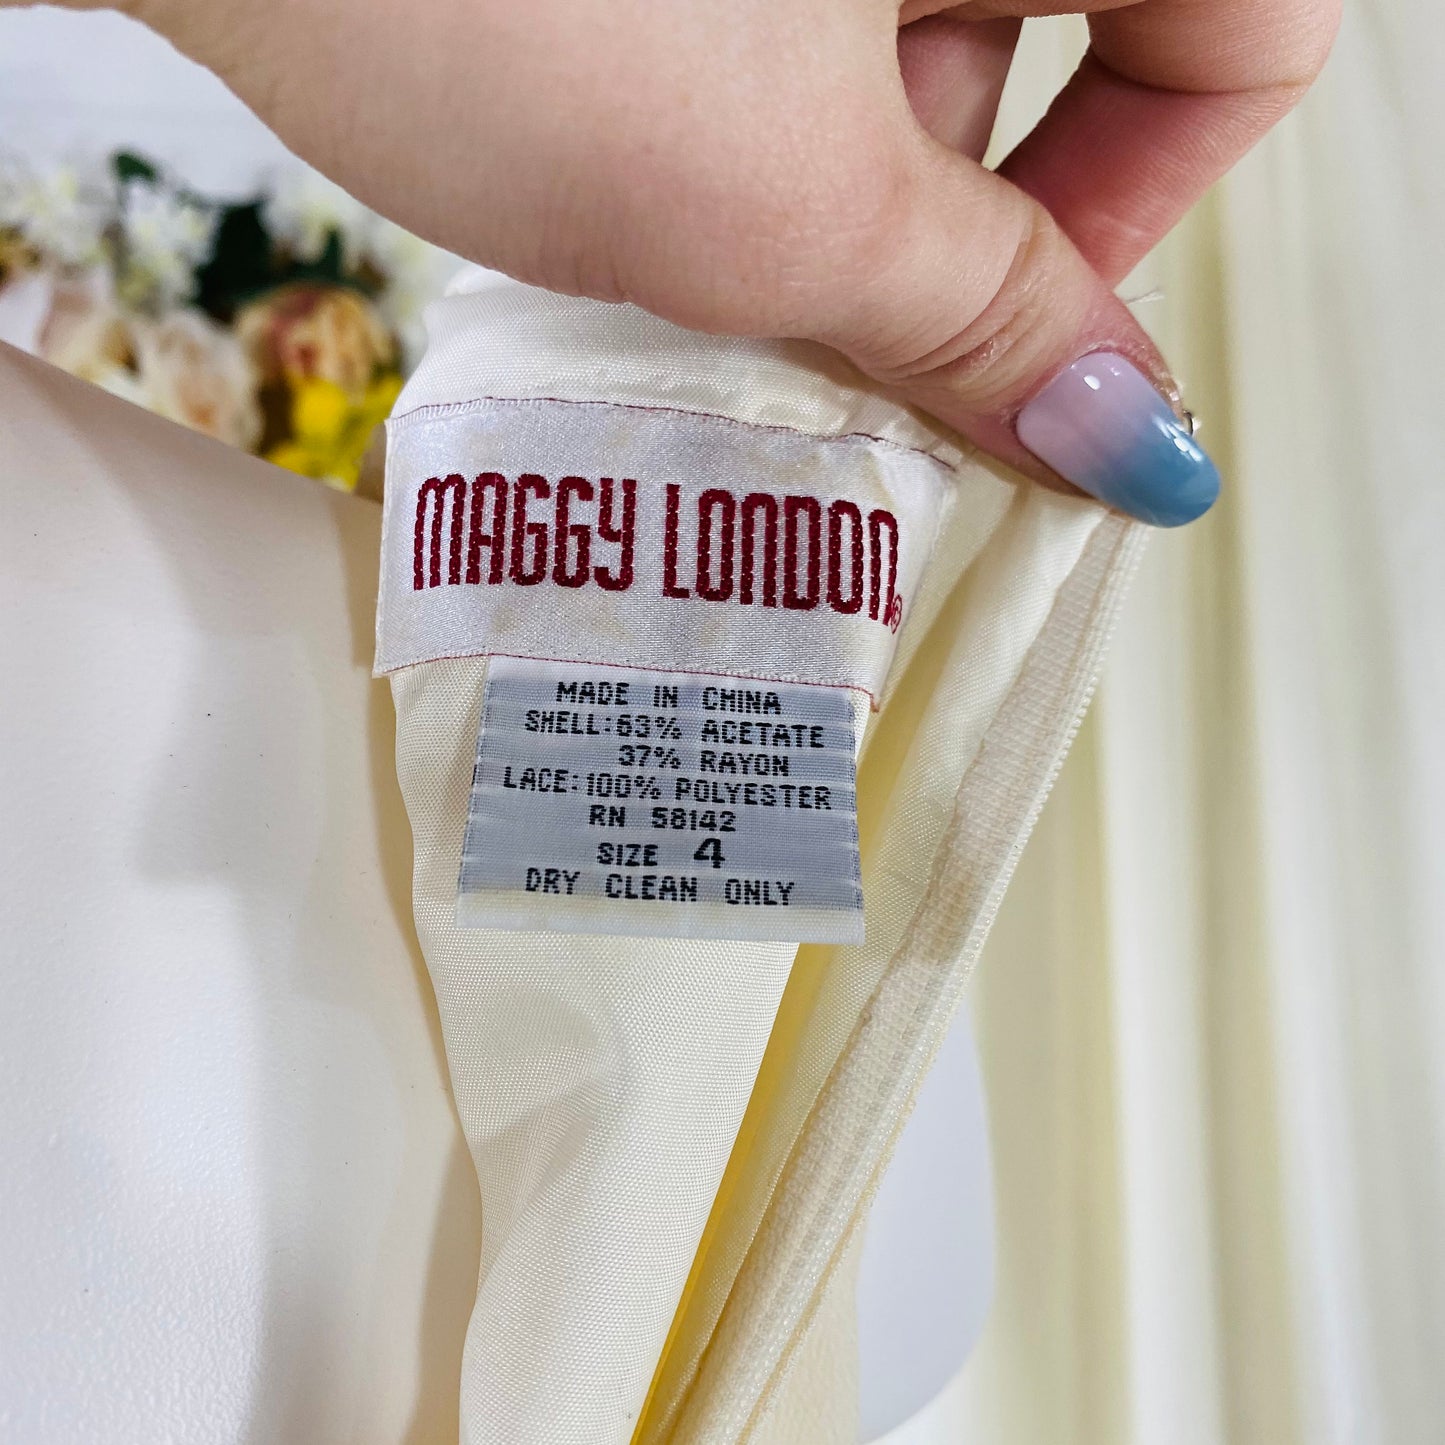 MAGGY LONDON®
MADE IN CHINA
SHELL:63% ACETATE
37% RAYON
LACE:100% POLYESTER
RN 58142
SIZE 4
DRY CLEAN ONLY